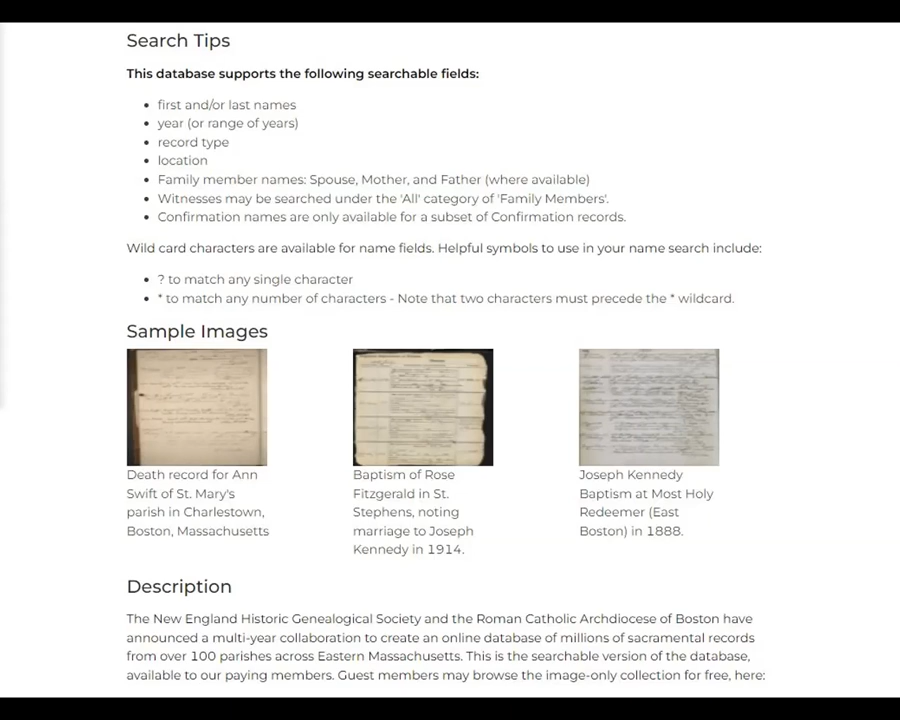 Search Tips
This database supports the following searchable fields:
first and/or last names
year (or range of years)
record type
location
Family member names: Spouse, Mother, and Father (where available)
Witnesses may be searched under the 'All' category of 'Family Members'.
Confirmation names are only available for a subset of Confirmation records.
Wild card characters are available for name fields. Helpful symbols to use in your name search include:
? to match any single character
* to match any number of characters - Note that two characters must precede the * wildcard.
Sample Images
Death record for Ann
Swift of St. Mary's
parish in Charlestown,
Boston, Massachusetts
Baptism of Rose
Fitzgerald in St.
Stephens, noting
marriage to Joseph
Kennedy in 1914.
Joseph Kennedy
Baptism at Most Holy
Redeemer (East
Boston) in 1888.
Description
The New England Historic Genealogical Society and the Roman Catholic Archdiocese of Boston have
announced a multi-year collaboration to create an online database of millions of sacramental records
from over 100 parishes across Eastern Massachusetts. This is the searchable version of the database,
available to our paying members. Guest members may browse the image-only collection for free, here: